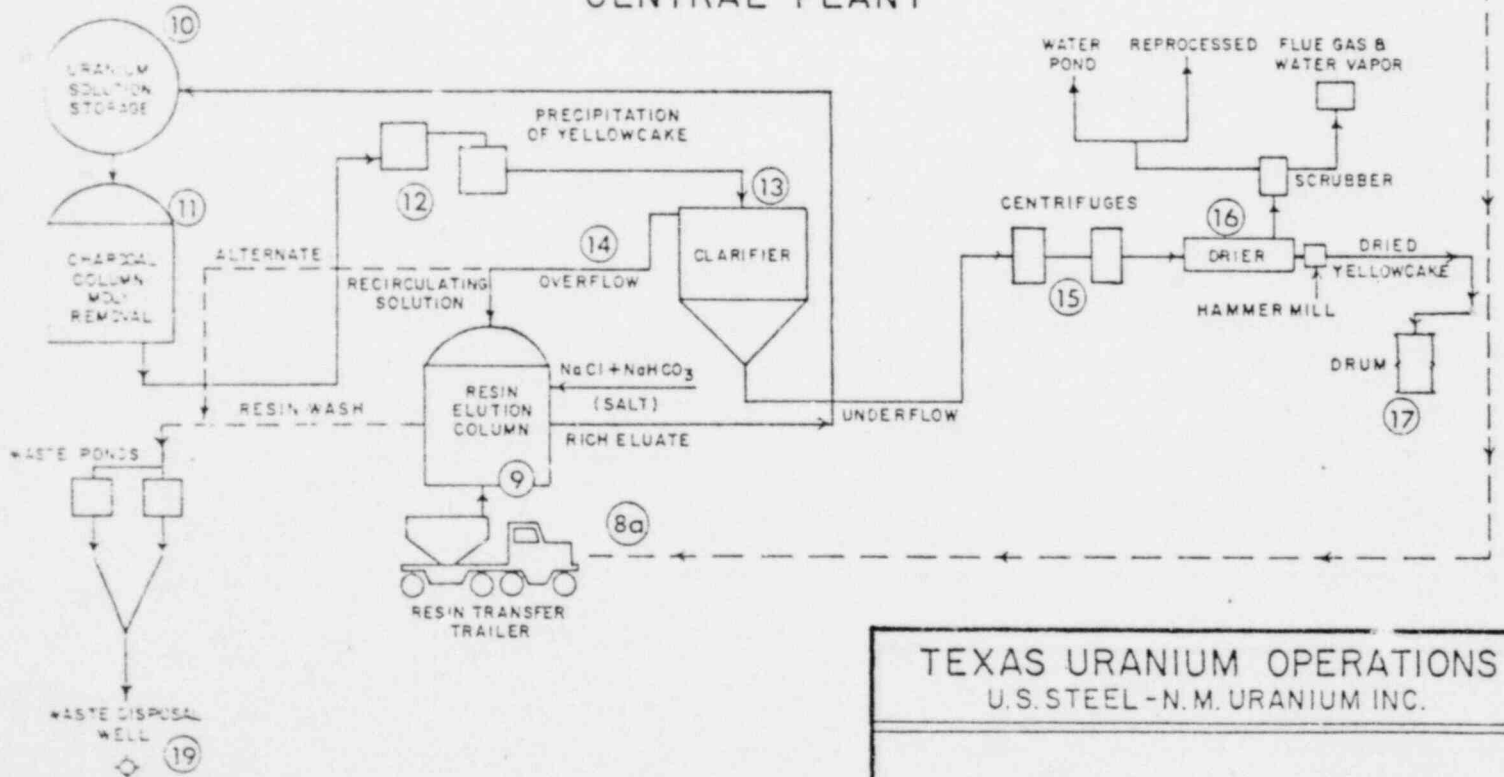 CENTRAL PLANT
10
URANIUM
SOLUTION
STORAGE
WATER
POND
REPROCESSED
FLUE GAS &
WATER VAPOR
PRECIPITATION
OF YELLOWCAKE
12
13
SCRUBBER
11
CENTRIFUGES
16
14
ALTERNATE
CLARIFIER
DRIER
DRIED
YELLOWCAKE
CHARCOAL
COLUMN
MOLY
REMOVAL
RECIRCULATING
SOLUTION
OVERFLOW
15
HAMMER MILL
NaCl + NaHCO3
(SALT)
DRUM
RESIN
ELUTION
COLUMN
RESIN WASH
RICH ELUATE
UNDERFLOW
17
WASTE PONDS
9
8a
RESIN TRANSFER
TRAILER
WASTE DISPOSAL
WELL
19
TEXAS URANIUM OPERATIONS
U.S. STEEL - N.M. URANIUM INC.